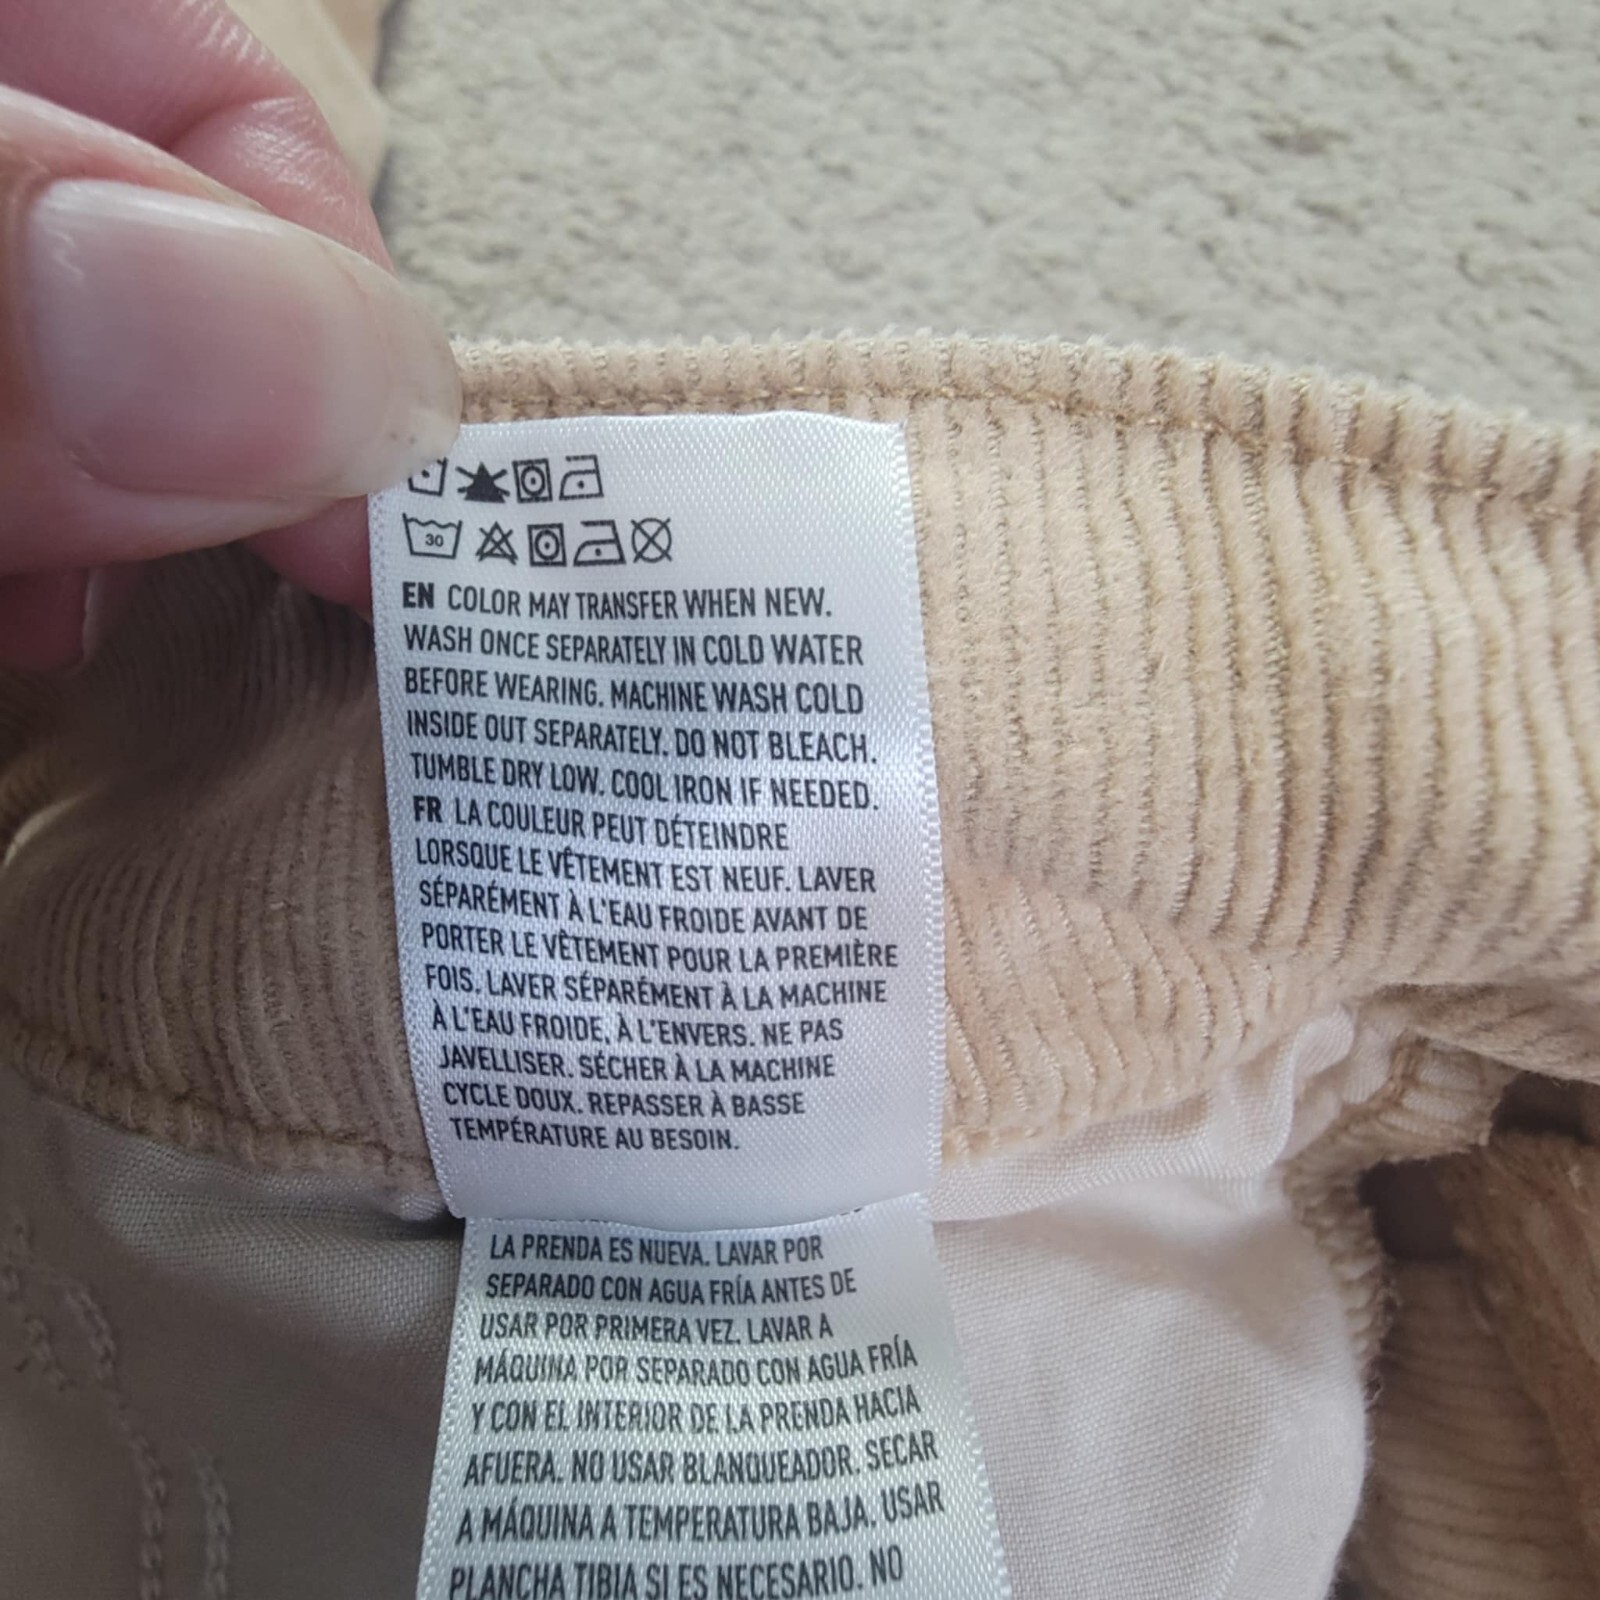 30
EN COLOR MAY TRANSFER WHEN NEW.
WASH ONCE SEPARATELY IN COLD WATER
BEFORE WEARING. MACHINE WASH COLD
INSIDE OUT SEPARATELY. DO NOT BLEACH.
TUMBLE DRY LOW. COOL IRON IF NEEDED.
FR LA COULEUR PEUT DÉTEINDRE
LORSQUE LE VÊTEMENT EST NEUF. LAVER
SÉPARÉMENT À L'EAU FROIDE AVANT DE
PORTER LE VÊTEMENT POUR LA PREMIÈRE
FOIS. LAVER SÉPARÉMENT À LA MACHINE
À L'EAU FROIDE, À L'ENVERS. NE PAS
JAVELLISER. SÉCHER À LA MACHINE
CYCLE DOUX. REPASSER À BASSE
TEMPÉRATURE AU BESOIN.
LA PRENDA ES NUEVA. LAVAR POR
SEPARADO CON AGUA FRÍA ANTES DE
USAR POR PRIMERA VEZ. LAVAR A
MÁQUINA POR SEPARADO CON AGUA FRÍA
Y CON EL INTERIOR DE LA PRENDA HACIA
AFUERA. NO USAR BLANQUEADOR. SECAR
A MÁQUINA A TEMPERATURA BAJA. USAR
PLANCHA TIBIA SI ES NECESARIO. NO